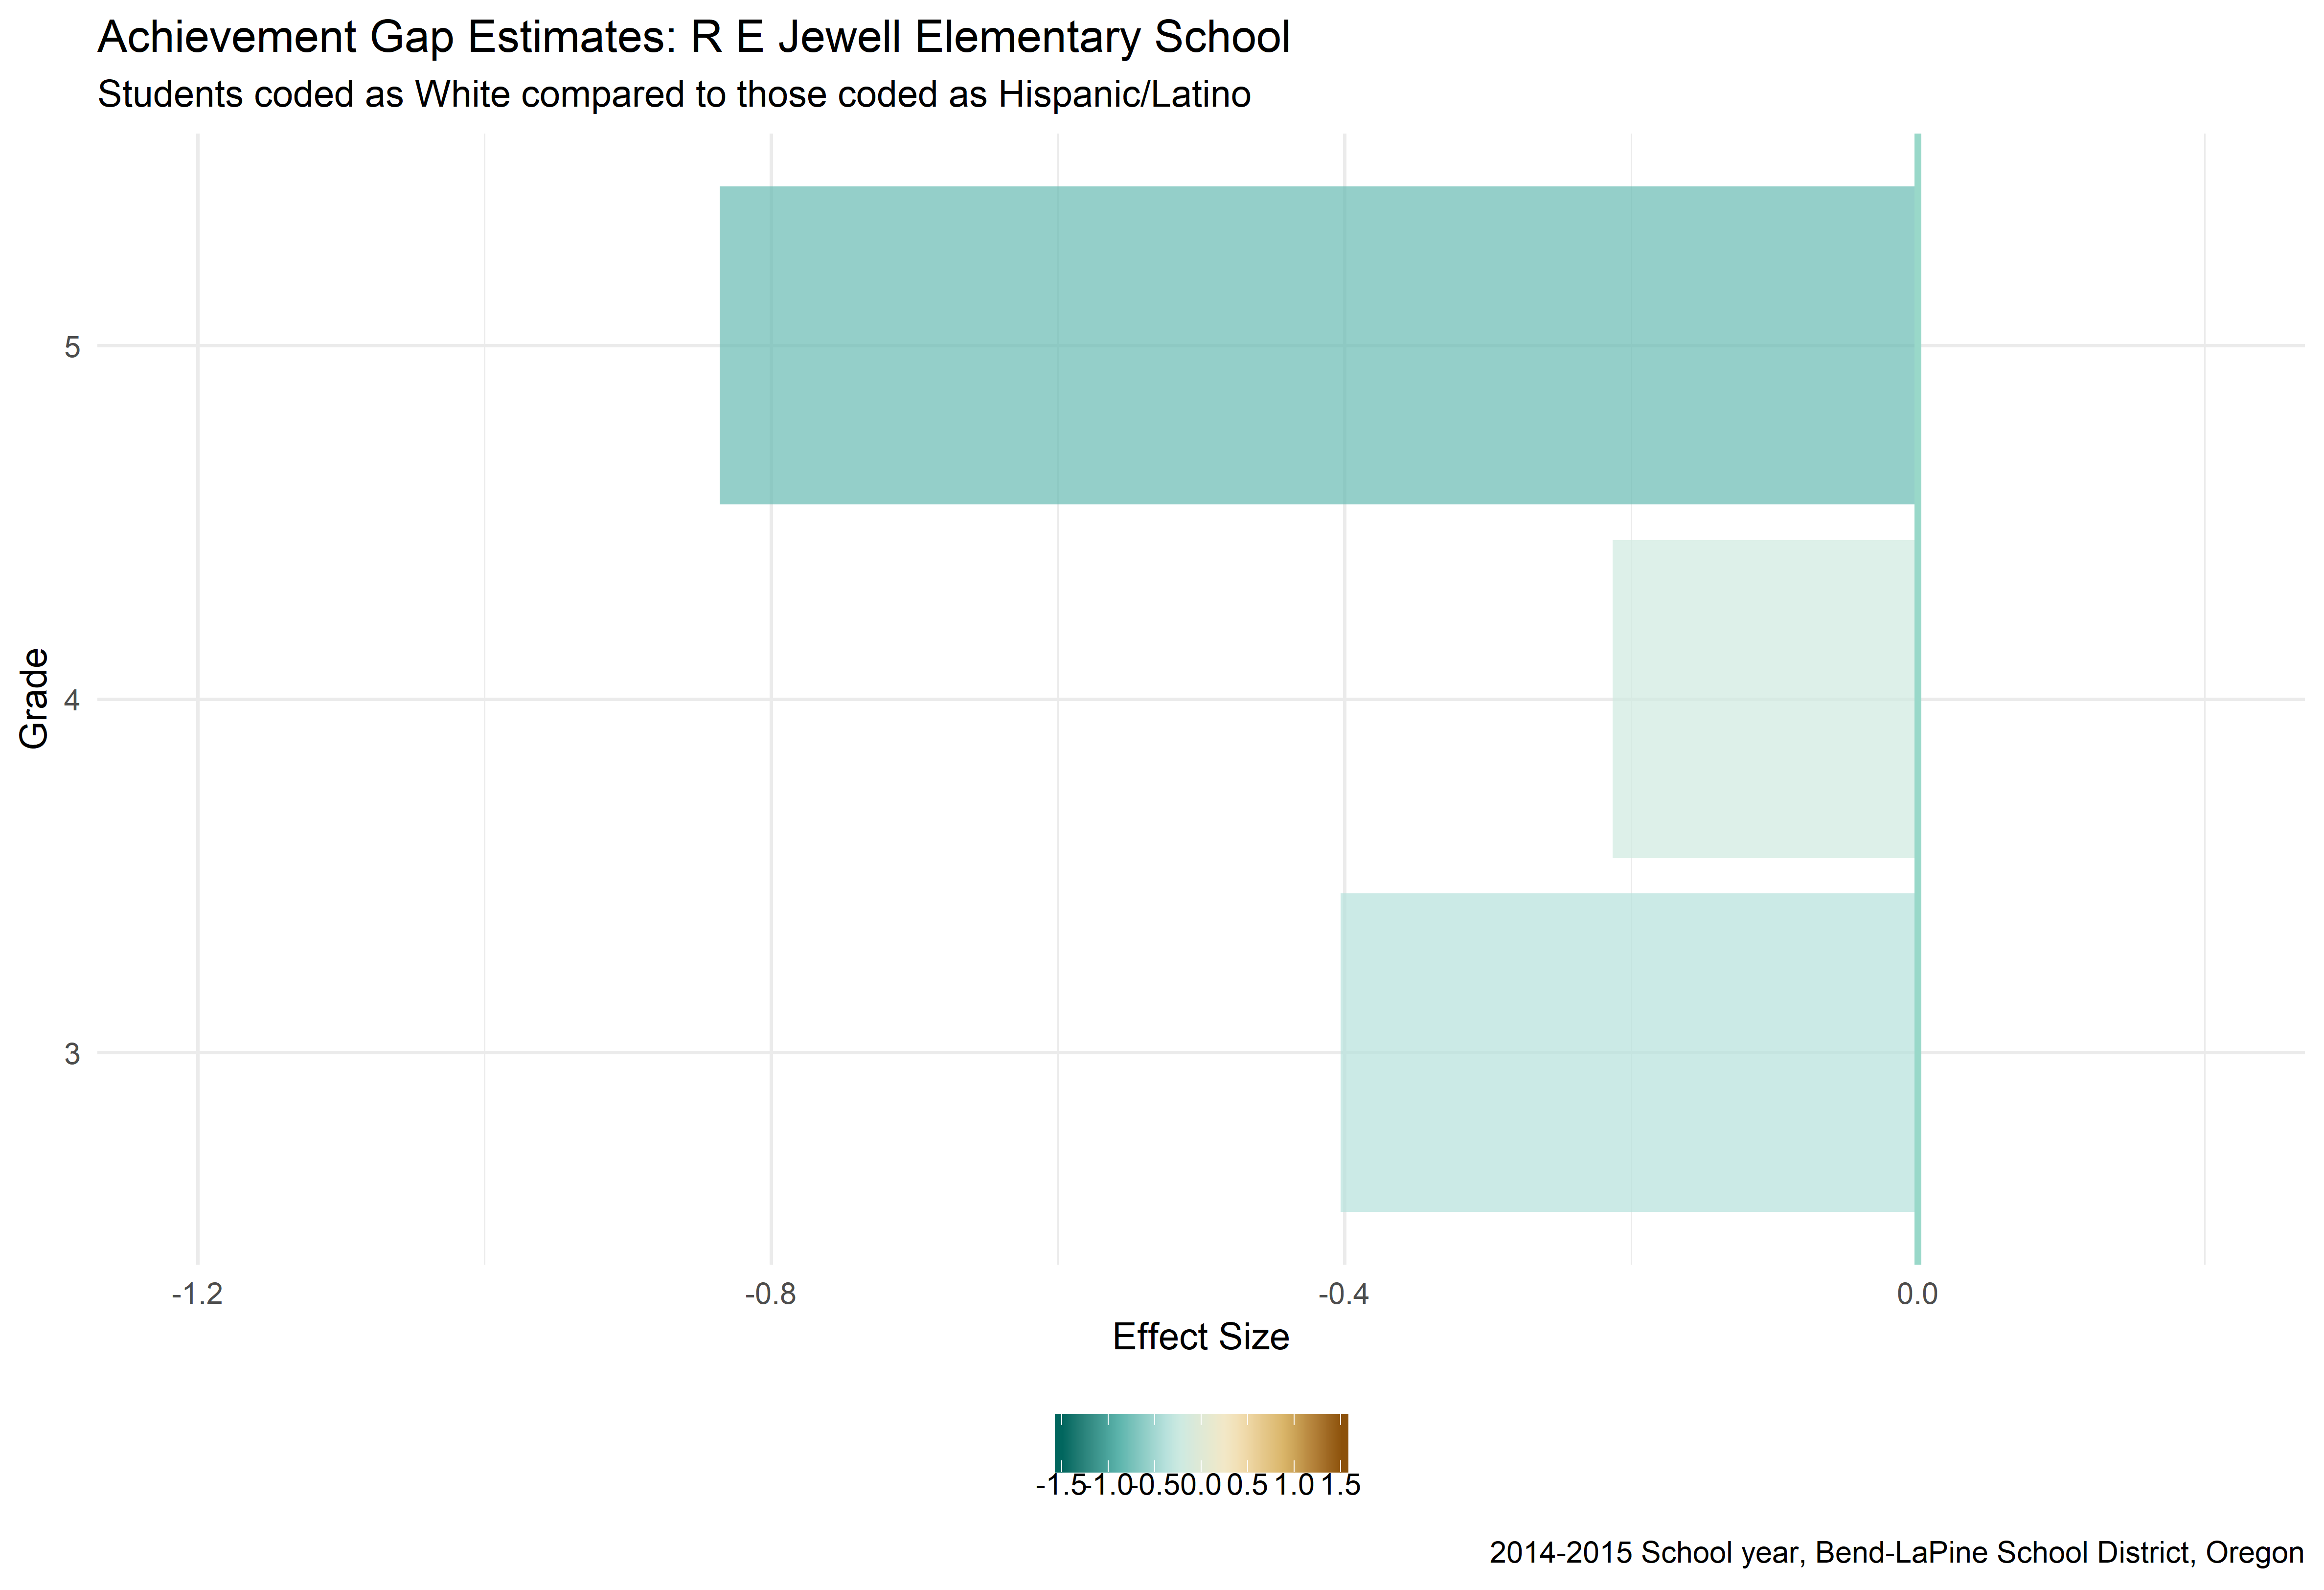 Achievement Gap Estimates: R E Jewell Elementary School
Students coded as White compared to those coded as Hispanic/Latino
Grade
5
4
3
-1.2 -0.8 -0.4 0.0
Effect Size
-1.5 -1.0 -0.5 0.0 0.5 1.0 1.5
2014-2015 School year, Bend-LaPine School District, Oregon